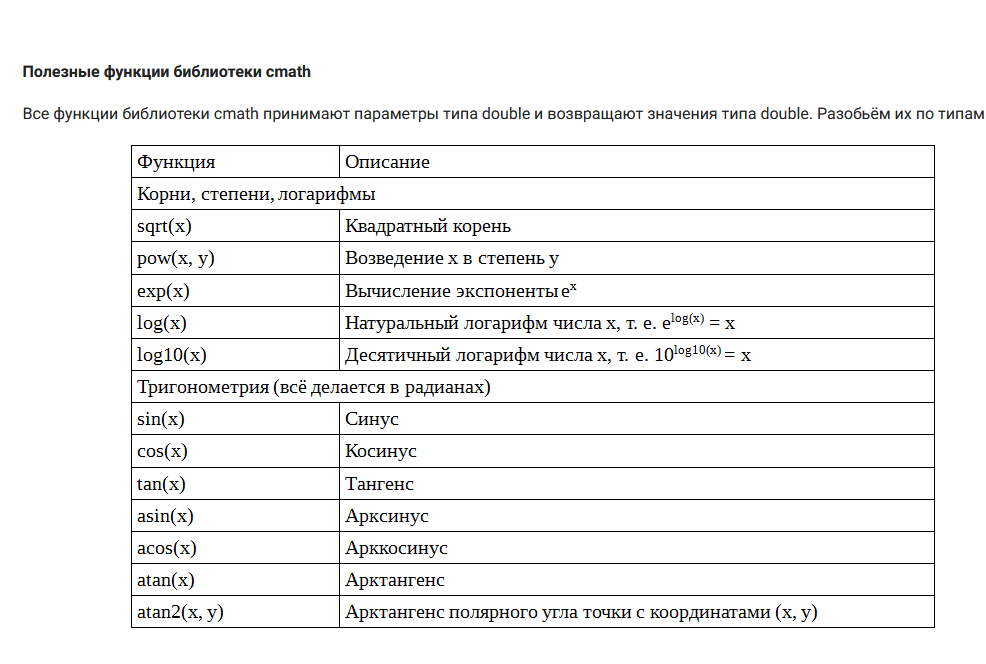 Полезные функции библиотеки cmath
Все функции библиотеки cmath принимают параметры типа double и возвращают значения типа double. Разобьём их по типам
Функция Описание
Корни, степени, логарифмы
sqrt(x) Квадратный корень
pow(x, y) Возведение x в степень y
exp(x) Вычисление экспоненты eˣ
log(x) Натуральный логарифм числа x, т. е. e^log(x) = x
log10(x) Десятичный логарифм числа x, т. е. 10^log10(x) = x
Тригонометрия (всё делается в радианах)
sin(x) Синус
cos(x) Косинус
tan(x) Тангенс
asin(x) Арксинус
acos(x) Арккосинус
atan(x) Арктангенс
atan2(x, y) Арктангенс полярного угла точки с координатами (x, y)